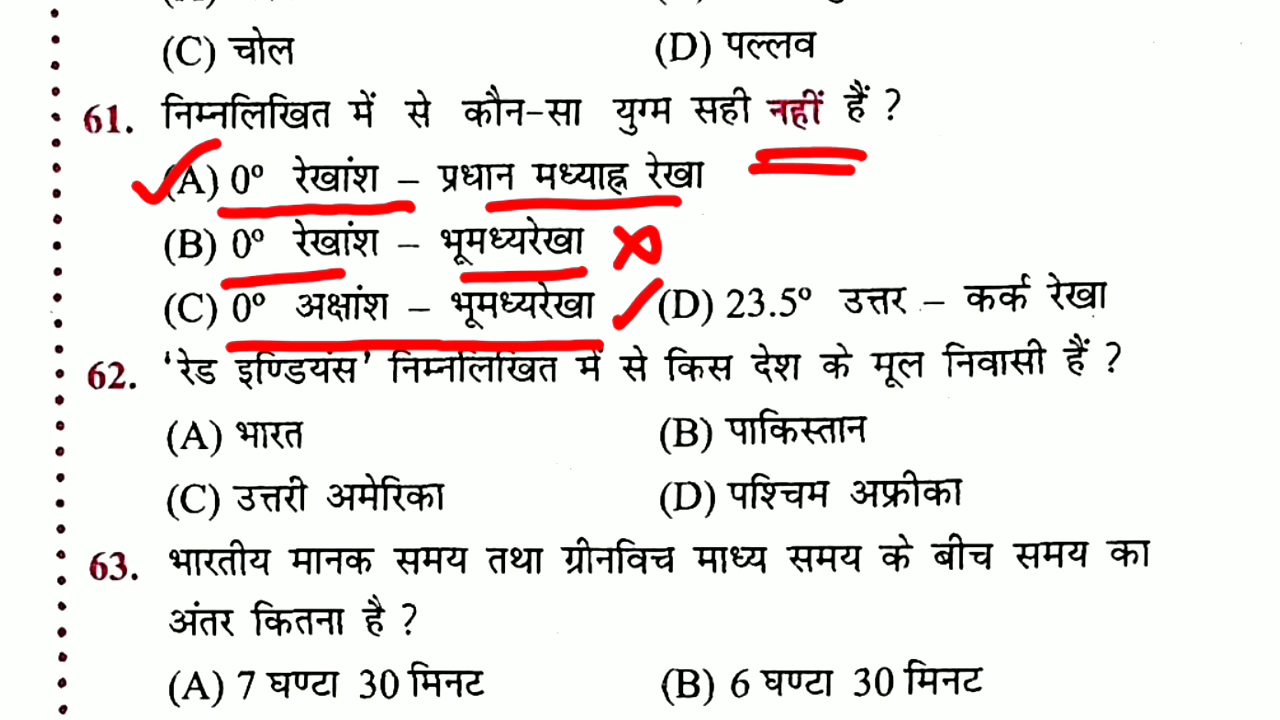 (C) चोल (D) पल्लव
61. निम्नलिखित में से कौन-सा युग्म सही नहीं हैं ?
(A) 0° रेखांश – प्रधान मध्याह्न रेखा
(B) 0° रेखांश – भूमध्यरेखा
(C) 0° अक्षांश – भूमध्यरेखा (D) 23.5° उत्तर – कर्क रेखा
62. 'रेड इण्डियंस' निम्नलिखित में से किस देश के मूल निवासी हैं ?
(A) भारत (B) पाकिस्तान
(C) उत्तरी अमेरिका (D) पश्चिम अफ्रीका
63. भारतीय मानक समय तथा ग्रीनविच माध्य समय के बीच समय का
अंतर कितना है ?
(A) 7 घण्टा 30 मिनट (B) 6 घण्टा 30 मिनट